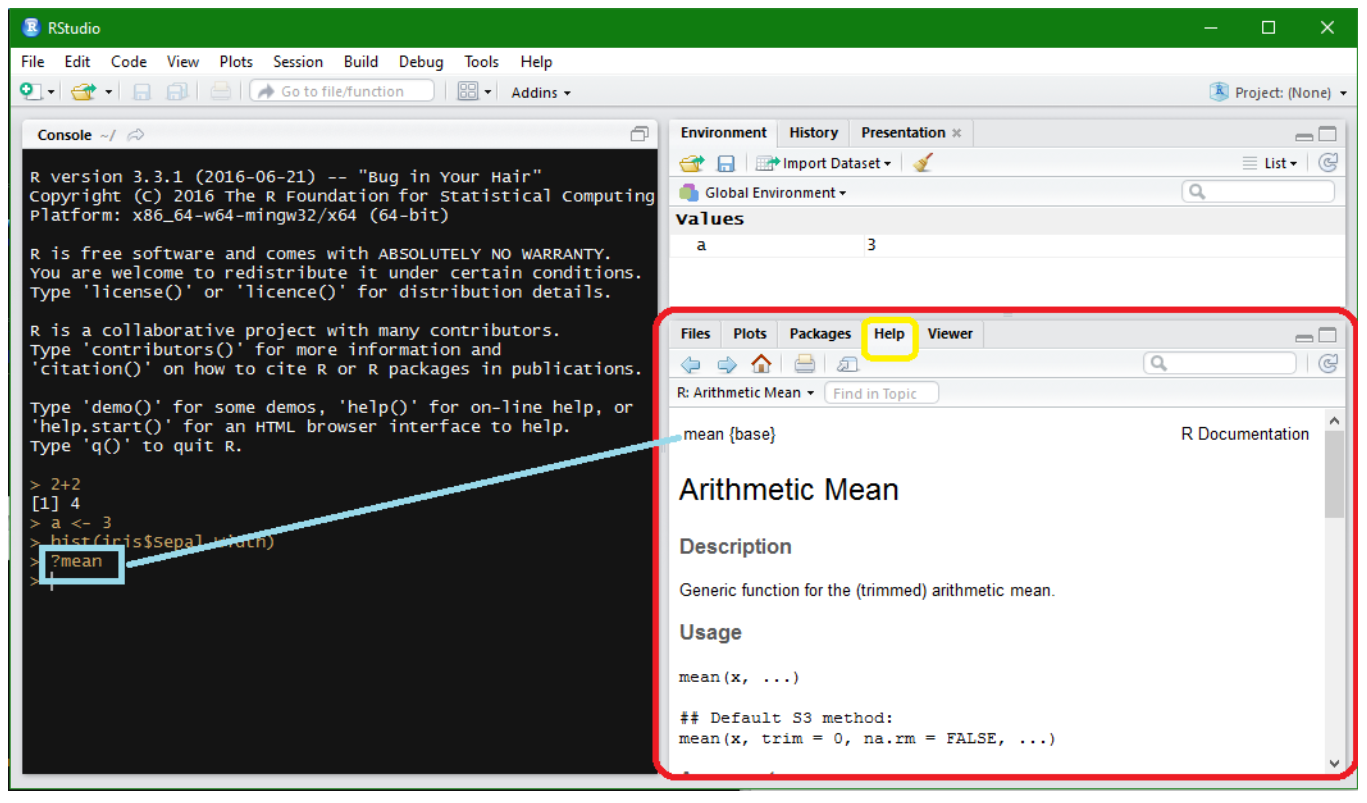 RStudio
File Edit Code View Plots Session Build Debug Tools Help
Go to file/function Addins Project: (None)
Console ~/
R version 3.3.1 (2016-06-21) -- "Bug in Your Hair"
Copyright (C) 2016 The R Foundation for Statistical Computing
Platform: x86_64-w64-mingw32/x64 (64-bit)
R is free software and comes with ABSOLUTELY NO WARRANTY.
You are welcome to redistribute it under certain conditions.
Type 'license()' or 'licence()' for distribution details.
R is a collaborative project with many contributors.
Type 'contributors()' for more information and
'citation()' on how to cite R or R packages in publications.
Type 'demo()' for some demos, 'help()' for on-line help, or
'help.start()' for an HTML browser interface to help.
Type 'q()' to quit R.
> 2+2
[1] 4
> a <- 3
> hist(iris$Sepal.Width)
> ?mean
>
Environment History Presentation
Import Dataset List
Global Environment
Values
a 3
Files Plots Packages Help Viewer
R: Arithmetic Mean Find in Topic
mean {base} R Documentation
Arithmetic Mean
Description
Generic function for the (trimmed) arithmetic mean.
Usage
mean(x, ...)
## Default S3 method:
mean(x, trim = 0, na.rm = FALSE, ...)